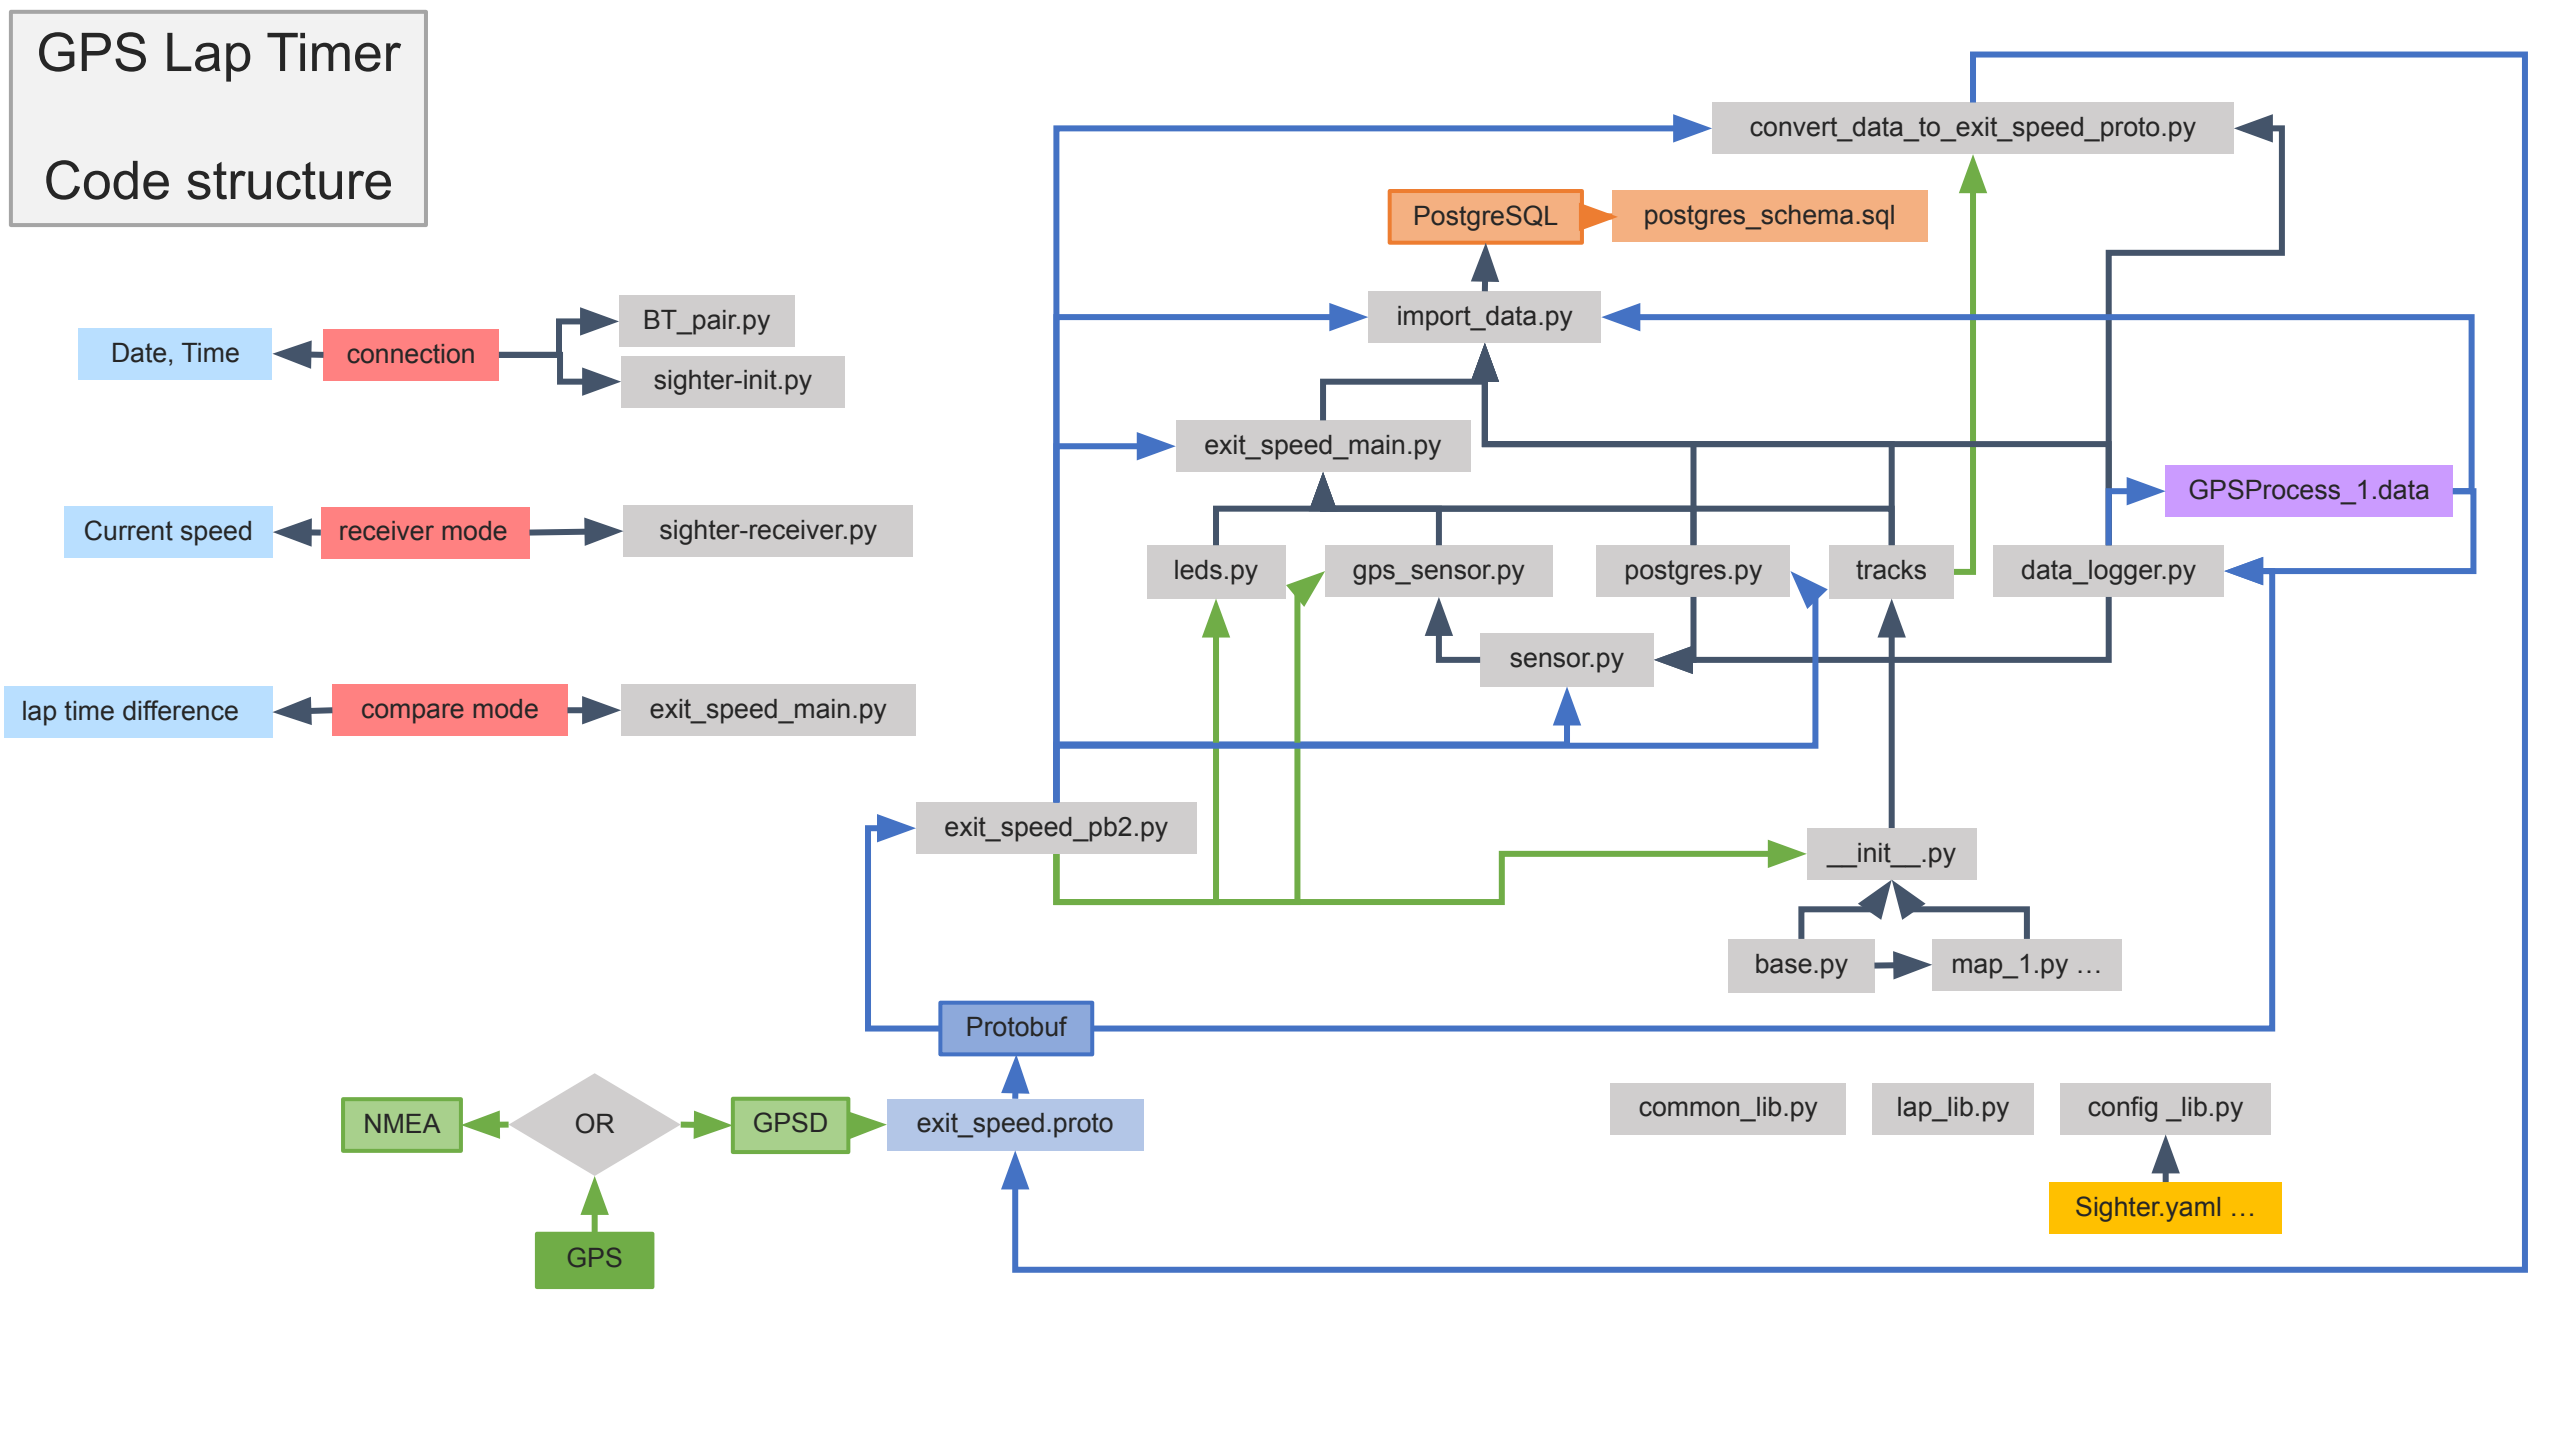 GPS Lap Timer
Code structure
convert_data_to_exit_speed_proto.py
PostgreSQL
postgres_schema.sql
import_data.py
BT_pair.py
Date, Time
connection
sighter-init.py
exit_speed_main.py
GPSProcess_1.data
Current speed
receiver mode
sighter-receiver.py
leds.py
gps_sensor.py
postgres.py
tracks
data_logger.py
sensor.py
lap time difference
compare mode
exit_speed_main.py
exit_speed_pb2.py
__init__.py
base.py
map_1.py …
Protobuf
NMEA
OR
GPSD
exit_speed.proto
common_lib.py
lap_lib.py
config _lib.py
Sighter.yaml …
GPS